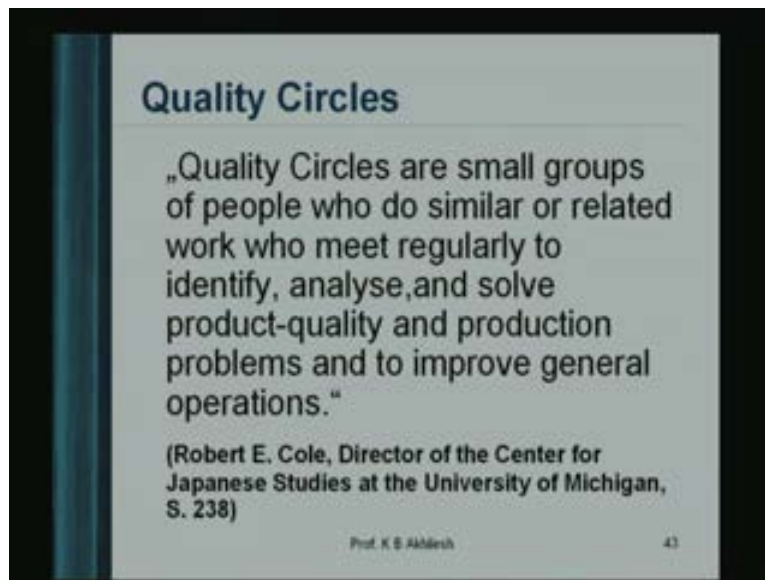 Quality Circles
„Quality Circles are small groups
of people who do similar or related
work who meet regularly to
identify, analyse,and solve
product-quality and production
problems and to improve general
operations.“
(Robert E. Cole, Director of the Center for
Japanese Studies at the University of Michigan,
S. 238)
Prof. K B Akhilesh
43